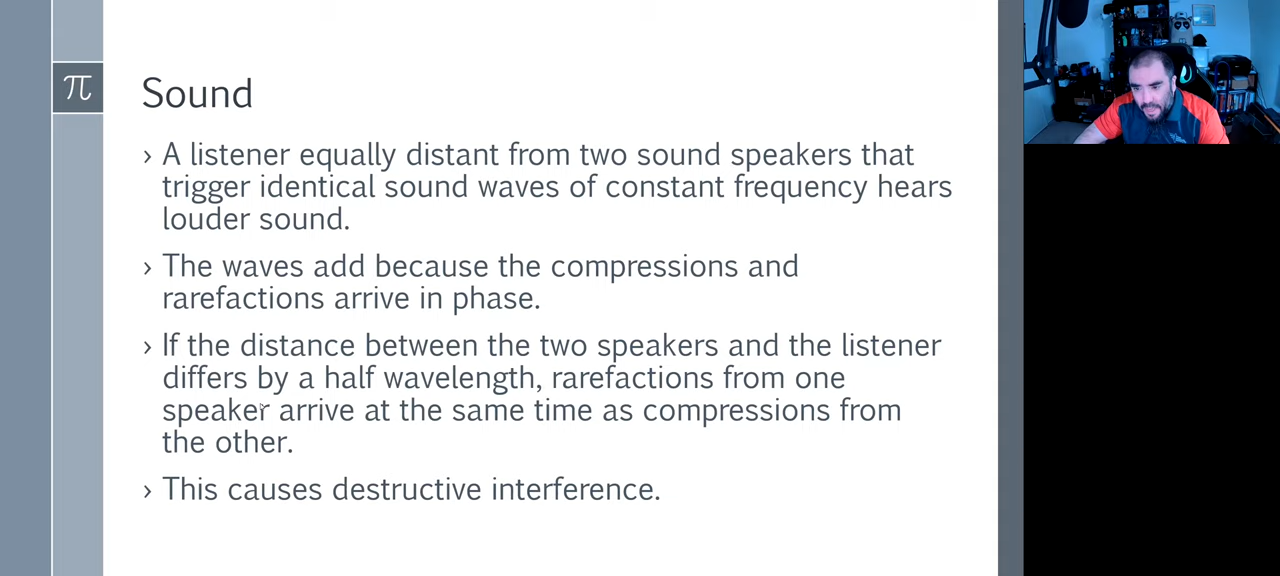 π
Sound
› A listener equally distant from two sound speakers that
trigger identical sound waves of constant frequency hears
louder sound.
› The waves add because the compressions and
rarefactions arrive in phase.
› If the distance between the two speakers and the listener
differs by a half wavelength, rarefactions from one
speaker arrive at the same time as compressions from
the other.
› This causes destructive interference.